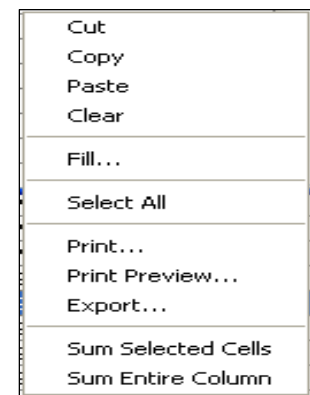 Cut
Copy
Paste
Clear
Fill...
Select All
Print...
Print Preview...
Export...
Sum Selected Cells
Sum Entire Column